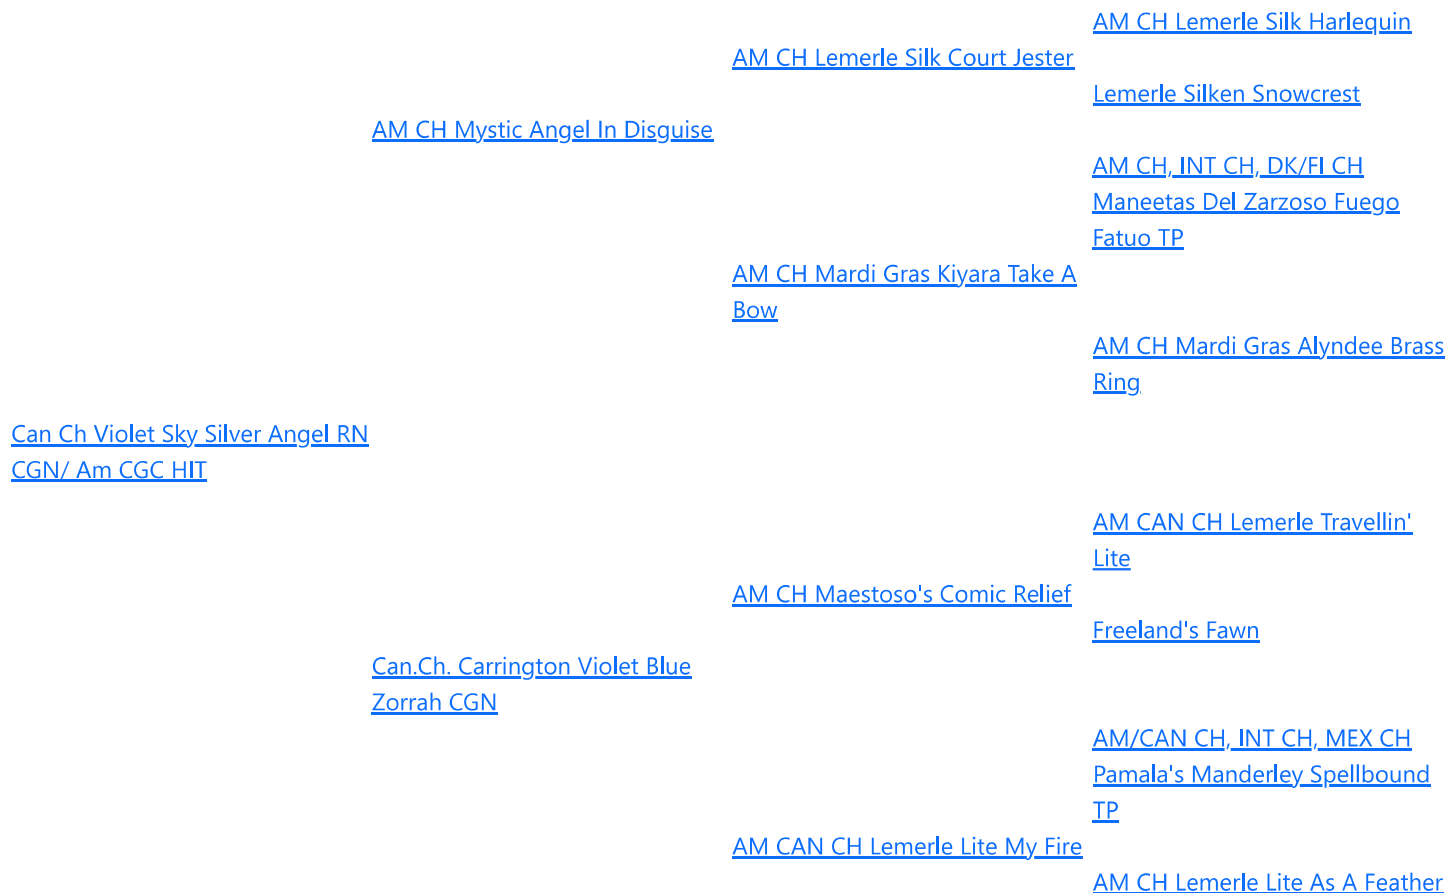 AM CH Lemerle Silk Harlequin
AM CH Lemerle Silk Court Jester
Lemerle Silken Snowcrest
AM CH Mystic Angel In Disguise
AM CH, INT CH, DK/FI CH
Maneetas Del Zarzoso Fuego
Fatuo TP
AM CH Mardi Gras Kiyara Take A
Bow
AM CH Mardi Gras Alyndee Brass
Ring
Can Ch Violet Sky Silver Angel RN
CGN/ Am CGC HIT
AM CAN CH Lemerle Travellin'
Lite
AM CH Maestoso's Comic Relief
Freeland's Fawn
Can.Ch. Carrington Violet Blue
Zorrah CGN
AM/CAN CH, INT CH, MEX CH
Pamala's Manderley Spellbound
TP
AM CAN CH Lemerle Lite My Fire
AM CH Lemerle Lite As A Feather